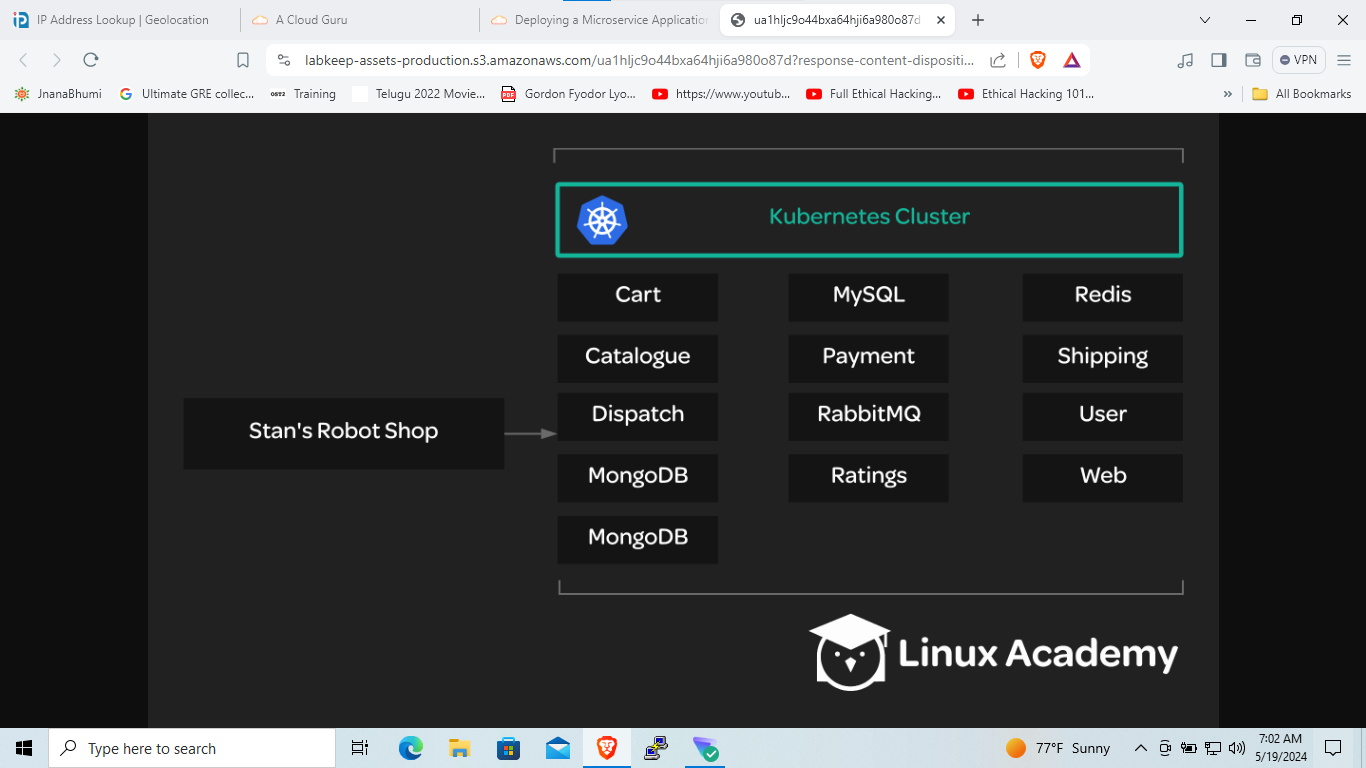 IP Address Lookup | Geolocation
A Cloud Guru
Deploying a Microservice Application
ua1hljc9o44bxa64hji6a980o87d
labkeep-assets-production.s3.amazonaws.com/ua1hljc9o44bxa64hji6a980o87d?response-content-dispositi...
VPN
JnanaBhumi
Ultimate GRE collec...
Training
Telugu 2022 Movie...
PDF
Gordon Fyodor Lyo...
https://www.youtub...
Full Ethical Hacking...
Ethical Hacking 101...
»
All Bookmarks
Kubernetes Cluster
Cart
MySQL
Redis
Catalogue
Payment
Shipping
Dispatch
RabbitMQ
User
Stan's Robot Shop
MongoDB
Ratings
Web
MongoDB
Linux Academy
Type here to search
77°F Sunny
7:02 AM
5/19/2024